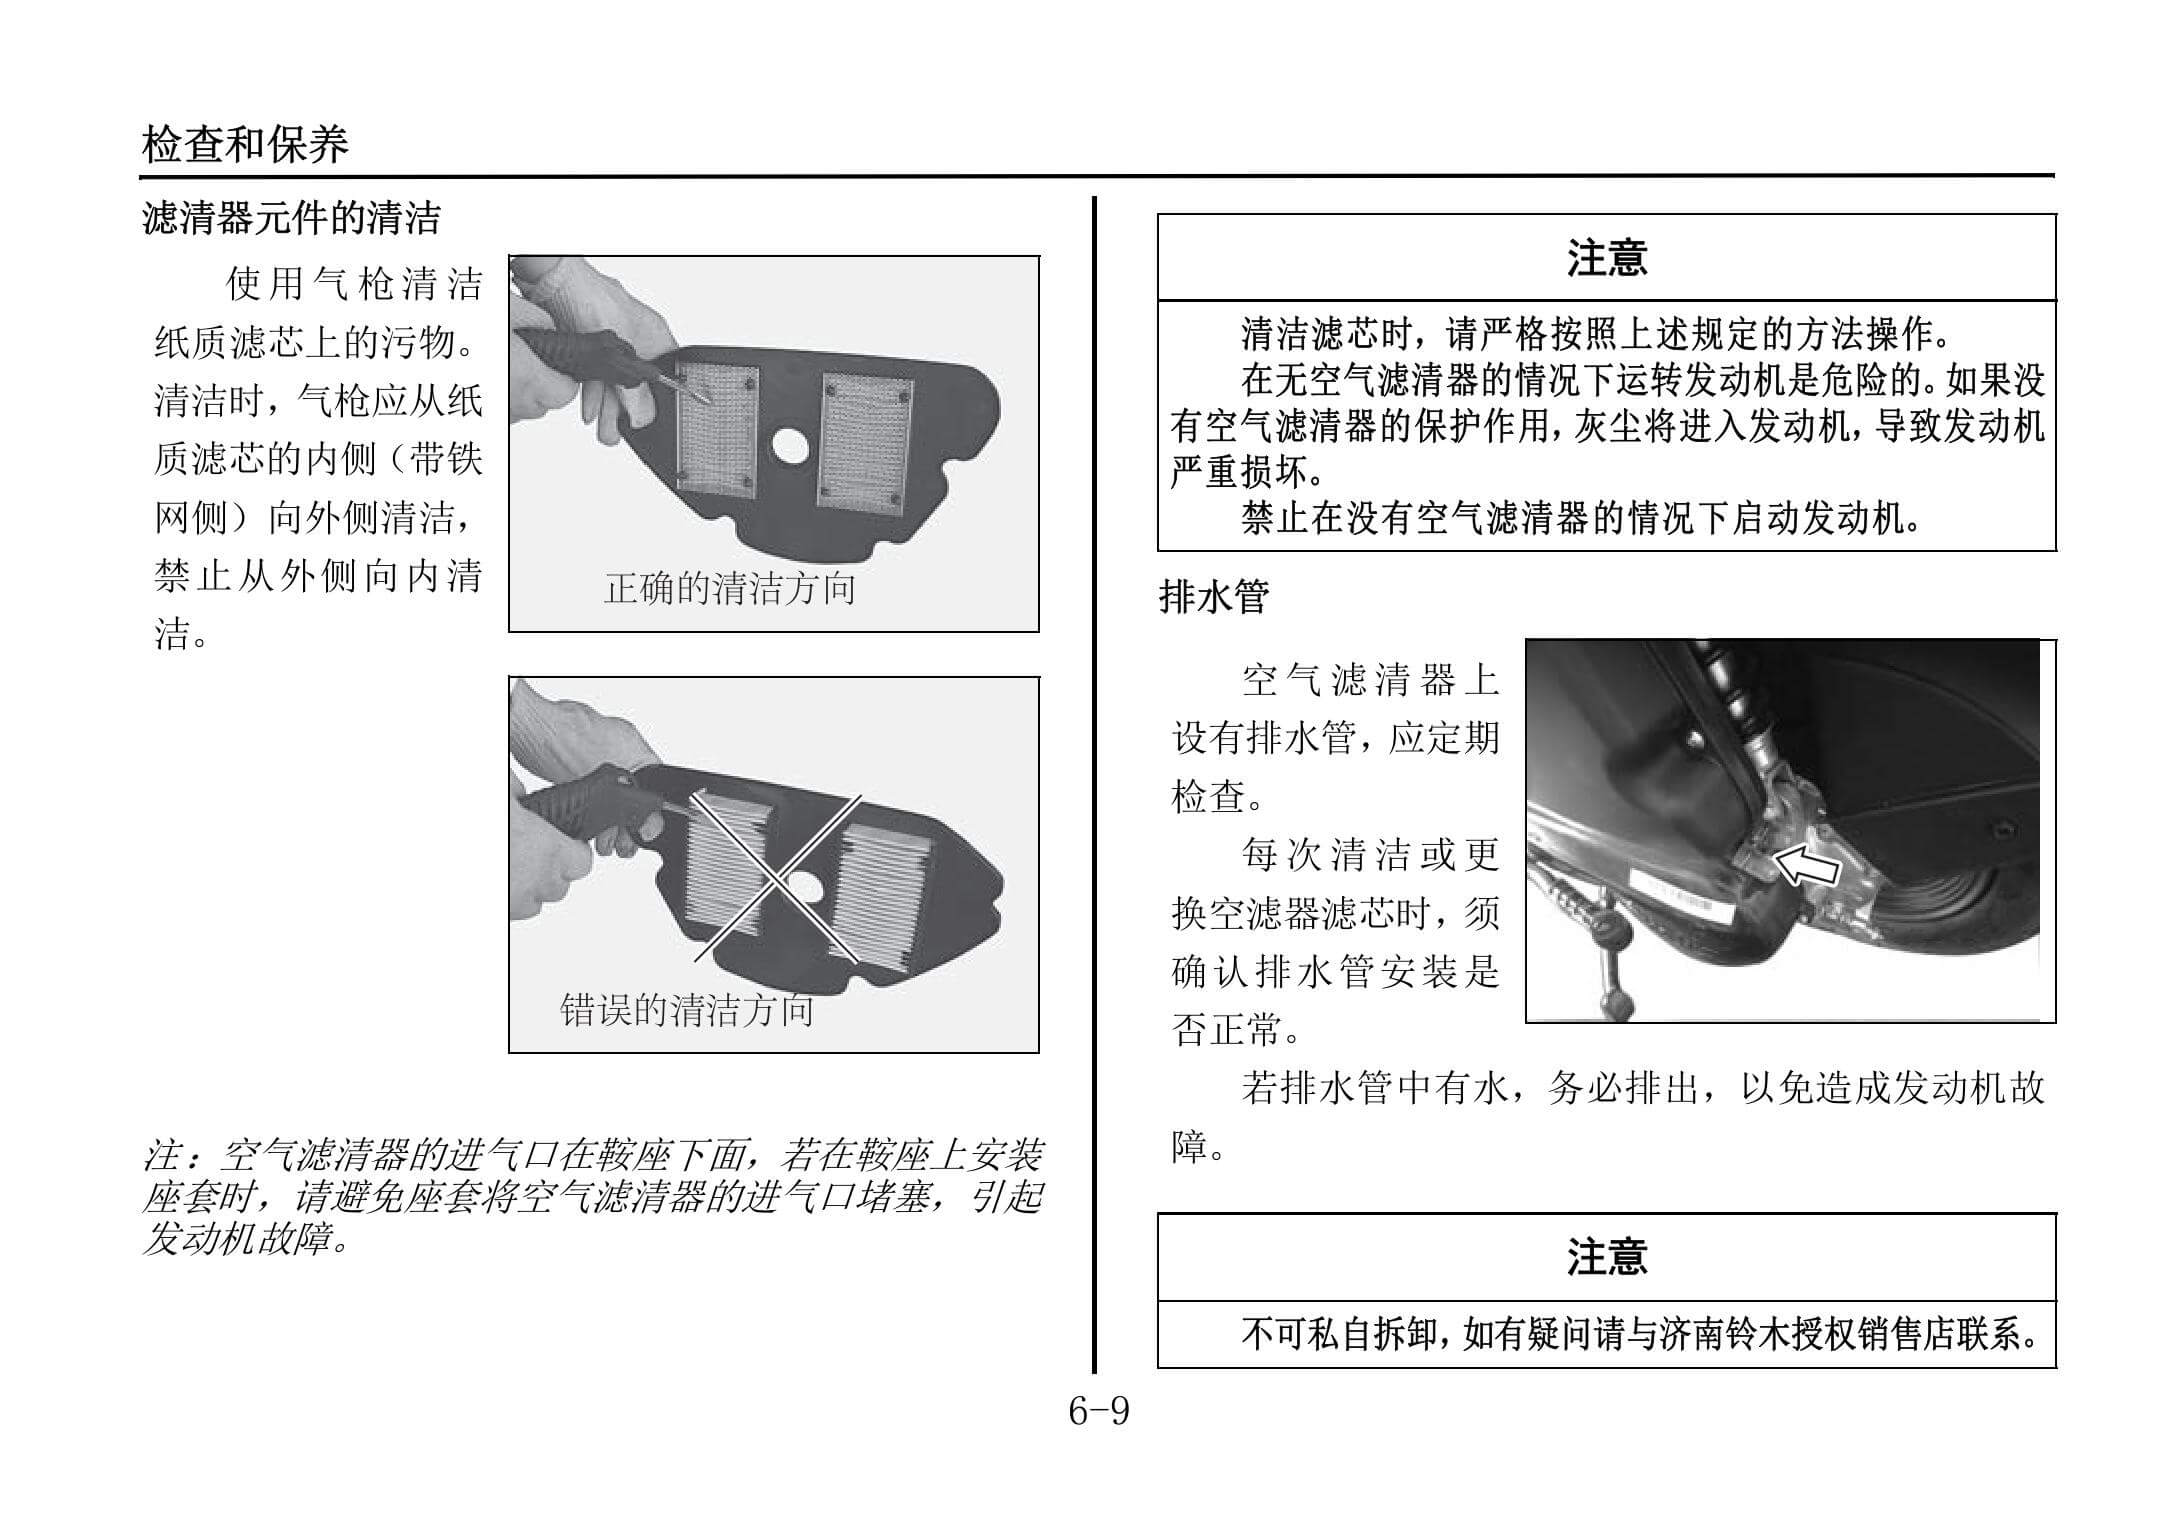 检查和保养
滤清器元件的清洁
使用气枪清洁
纸质滤芯上的污物。
清洁时，气枪应从纸
质滤芯的内侧（带铁
网侧）向外侧清洁，
禁止从外侧向内清
洁。
正确的清洁方向
错误的清洁方向
注：空气滤清器的进气口在鞍座下面，若在鞍座上安装
座套时，请避免座套将空气滤清器的进气口堵塞，引起
发动机故障。
注意
清洁滤芯时，请严格按照上述规定的方法操作。
在无空气滤清器的情况下运转发动机是危险的。如果没
有空气滤清器的保护作用，灰尘将进入发动机，导致发动机
严重损坏。
禁止在没有空气滤清器的情况下启动发动机。
排水管
空气滤清器上
设有排水管，应定期
检查。
每次清洁或更
换空滤器滤芯时，须
确认排水管安装是
否正常。
若排水管中有水，务必排出，以免造成发动机故
障。
注意
不可私自拆卸，如有疑问请与济南铃木授权销售店联系。
6-9